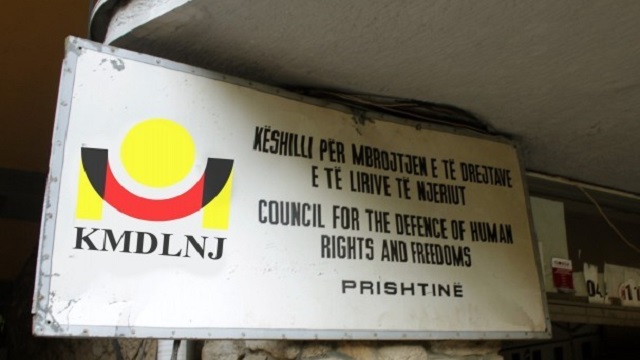 KËSHILLI PËR MBROJTJEN E TË DREJTAVE
E TË LIRIVE TË NJERIUT
COUNCIL FOR THE DEFENCE OF HUMAN
RIGHTS AND FREEDOMS
PRISHTINË
KMDLNJ